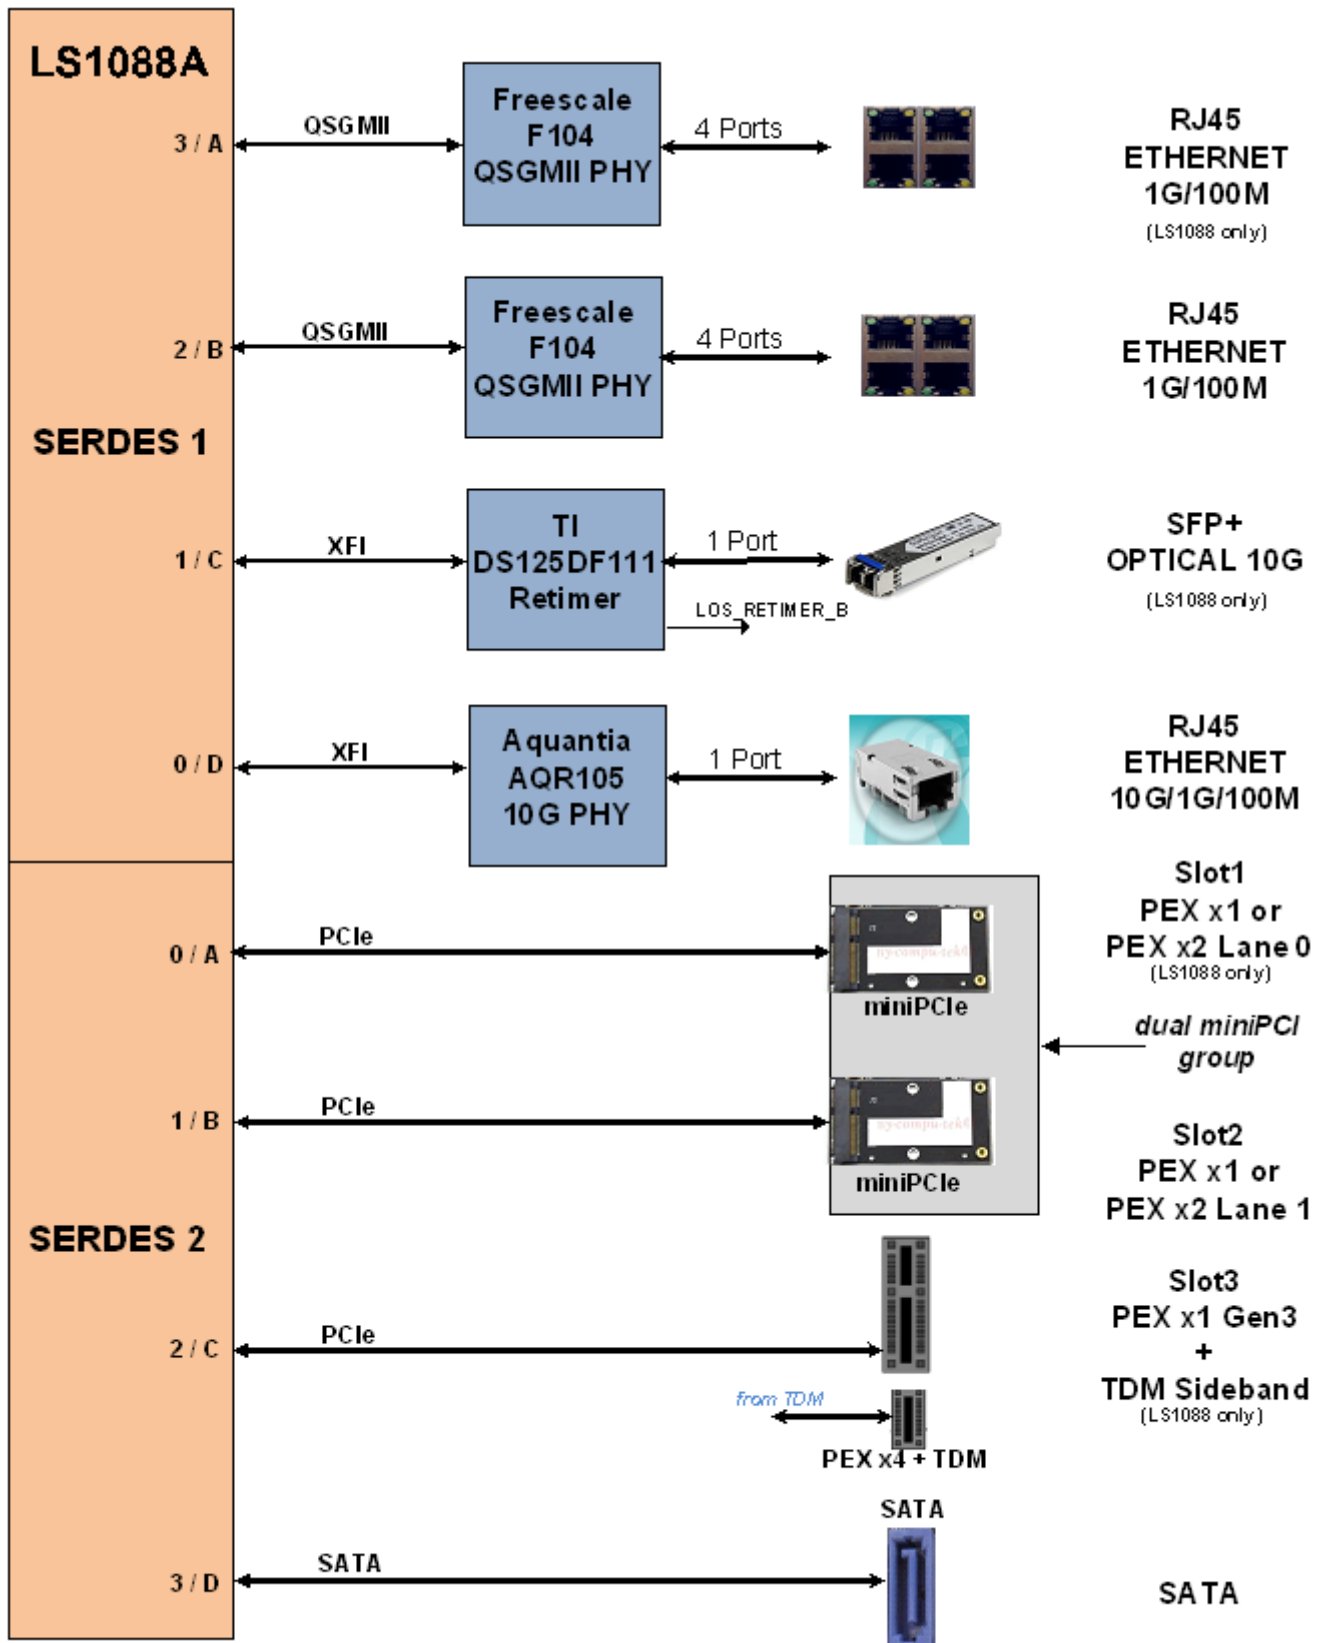 LS1088A
3 / A
QSGMII
Freescale
F104
QSGMII PHY
4 Ports
RJ45
ETHERNET
1G/100M
(LS1088 only)
2 / B
QSGMII
Freescale
F104
QSGMII PHY
4 Ports
RJ45
ETHERNET
1G/100M
SERDES 1
1 / C
XFI
TI
DS125DF111
Retimer
1 Port
LOS_RETIMER_B
SFP+
OPTICAL 10G
(LS1088 only)
0 / D
XFI
Aquantia
AQR105
10G PHY
1 Port
RJ45
ETHERNET
10G/1G/100M
0 / A
PCIe
miniPCIe
Slot1
PEX x1 or
PEX x2 Lane 0
(LS1088 only)
dual miniPCI
group
1 / B
PCIe
miniPCIe
Slot2
PEX x1 or
PEX x2 Lane 1
SERDES 2
2 / C
PCIe
Slot3
PEX x1 Gen3
+
TDM Sideband
(LS1088 only)
from TDM
PEX x4 + TDM
SATA
3 / D
SATA
SATA